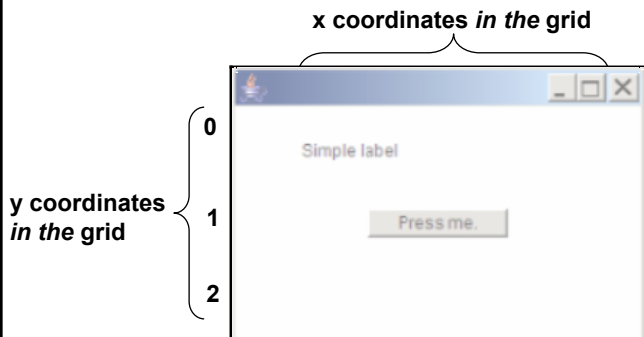 x coordinates in the grid
0
Simple label
y coordinates
in the grid
1
Press me.
2